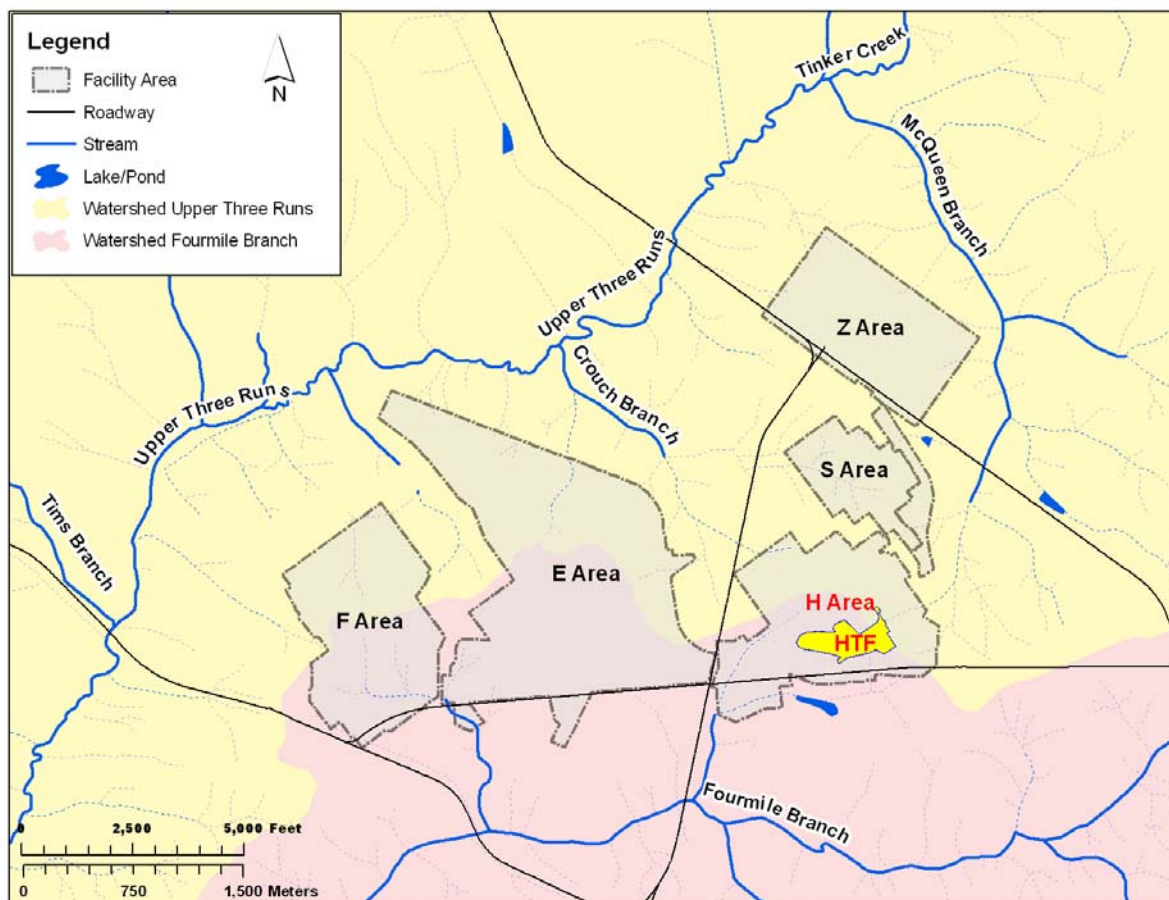 Legend
Facility Area
Roadway
Stream
Lake/Pond
Watershed Upper Three Runs
Watershed Fourmile Branch
N
Tinker Creek
McQueen Branch
Upper Three Runs
Z Area
Crouch Branch
Upper Three Runs
S Area
Tims Branch
E Area
H Area
F Area
HTF
Fourmile Branch
0 2,500 5,000 Feet
0 750 1,500 Meters